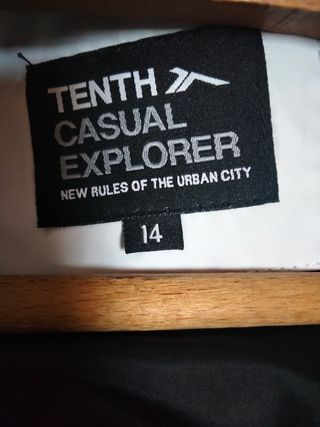 TENTH
CASUAL
EXPLORER
NEW RULES OF THE URBAN CITY
14